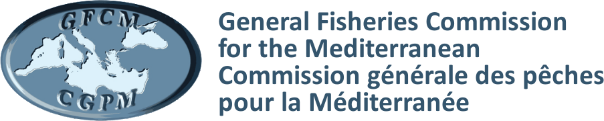 GFCM
CGPM
General Fisheries Commission
for the Mediterranean
Commission générale des pêches
pour la Méditerranée